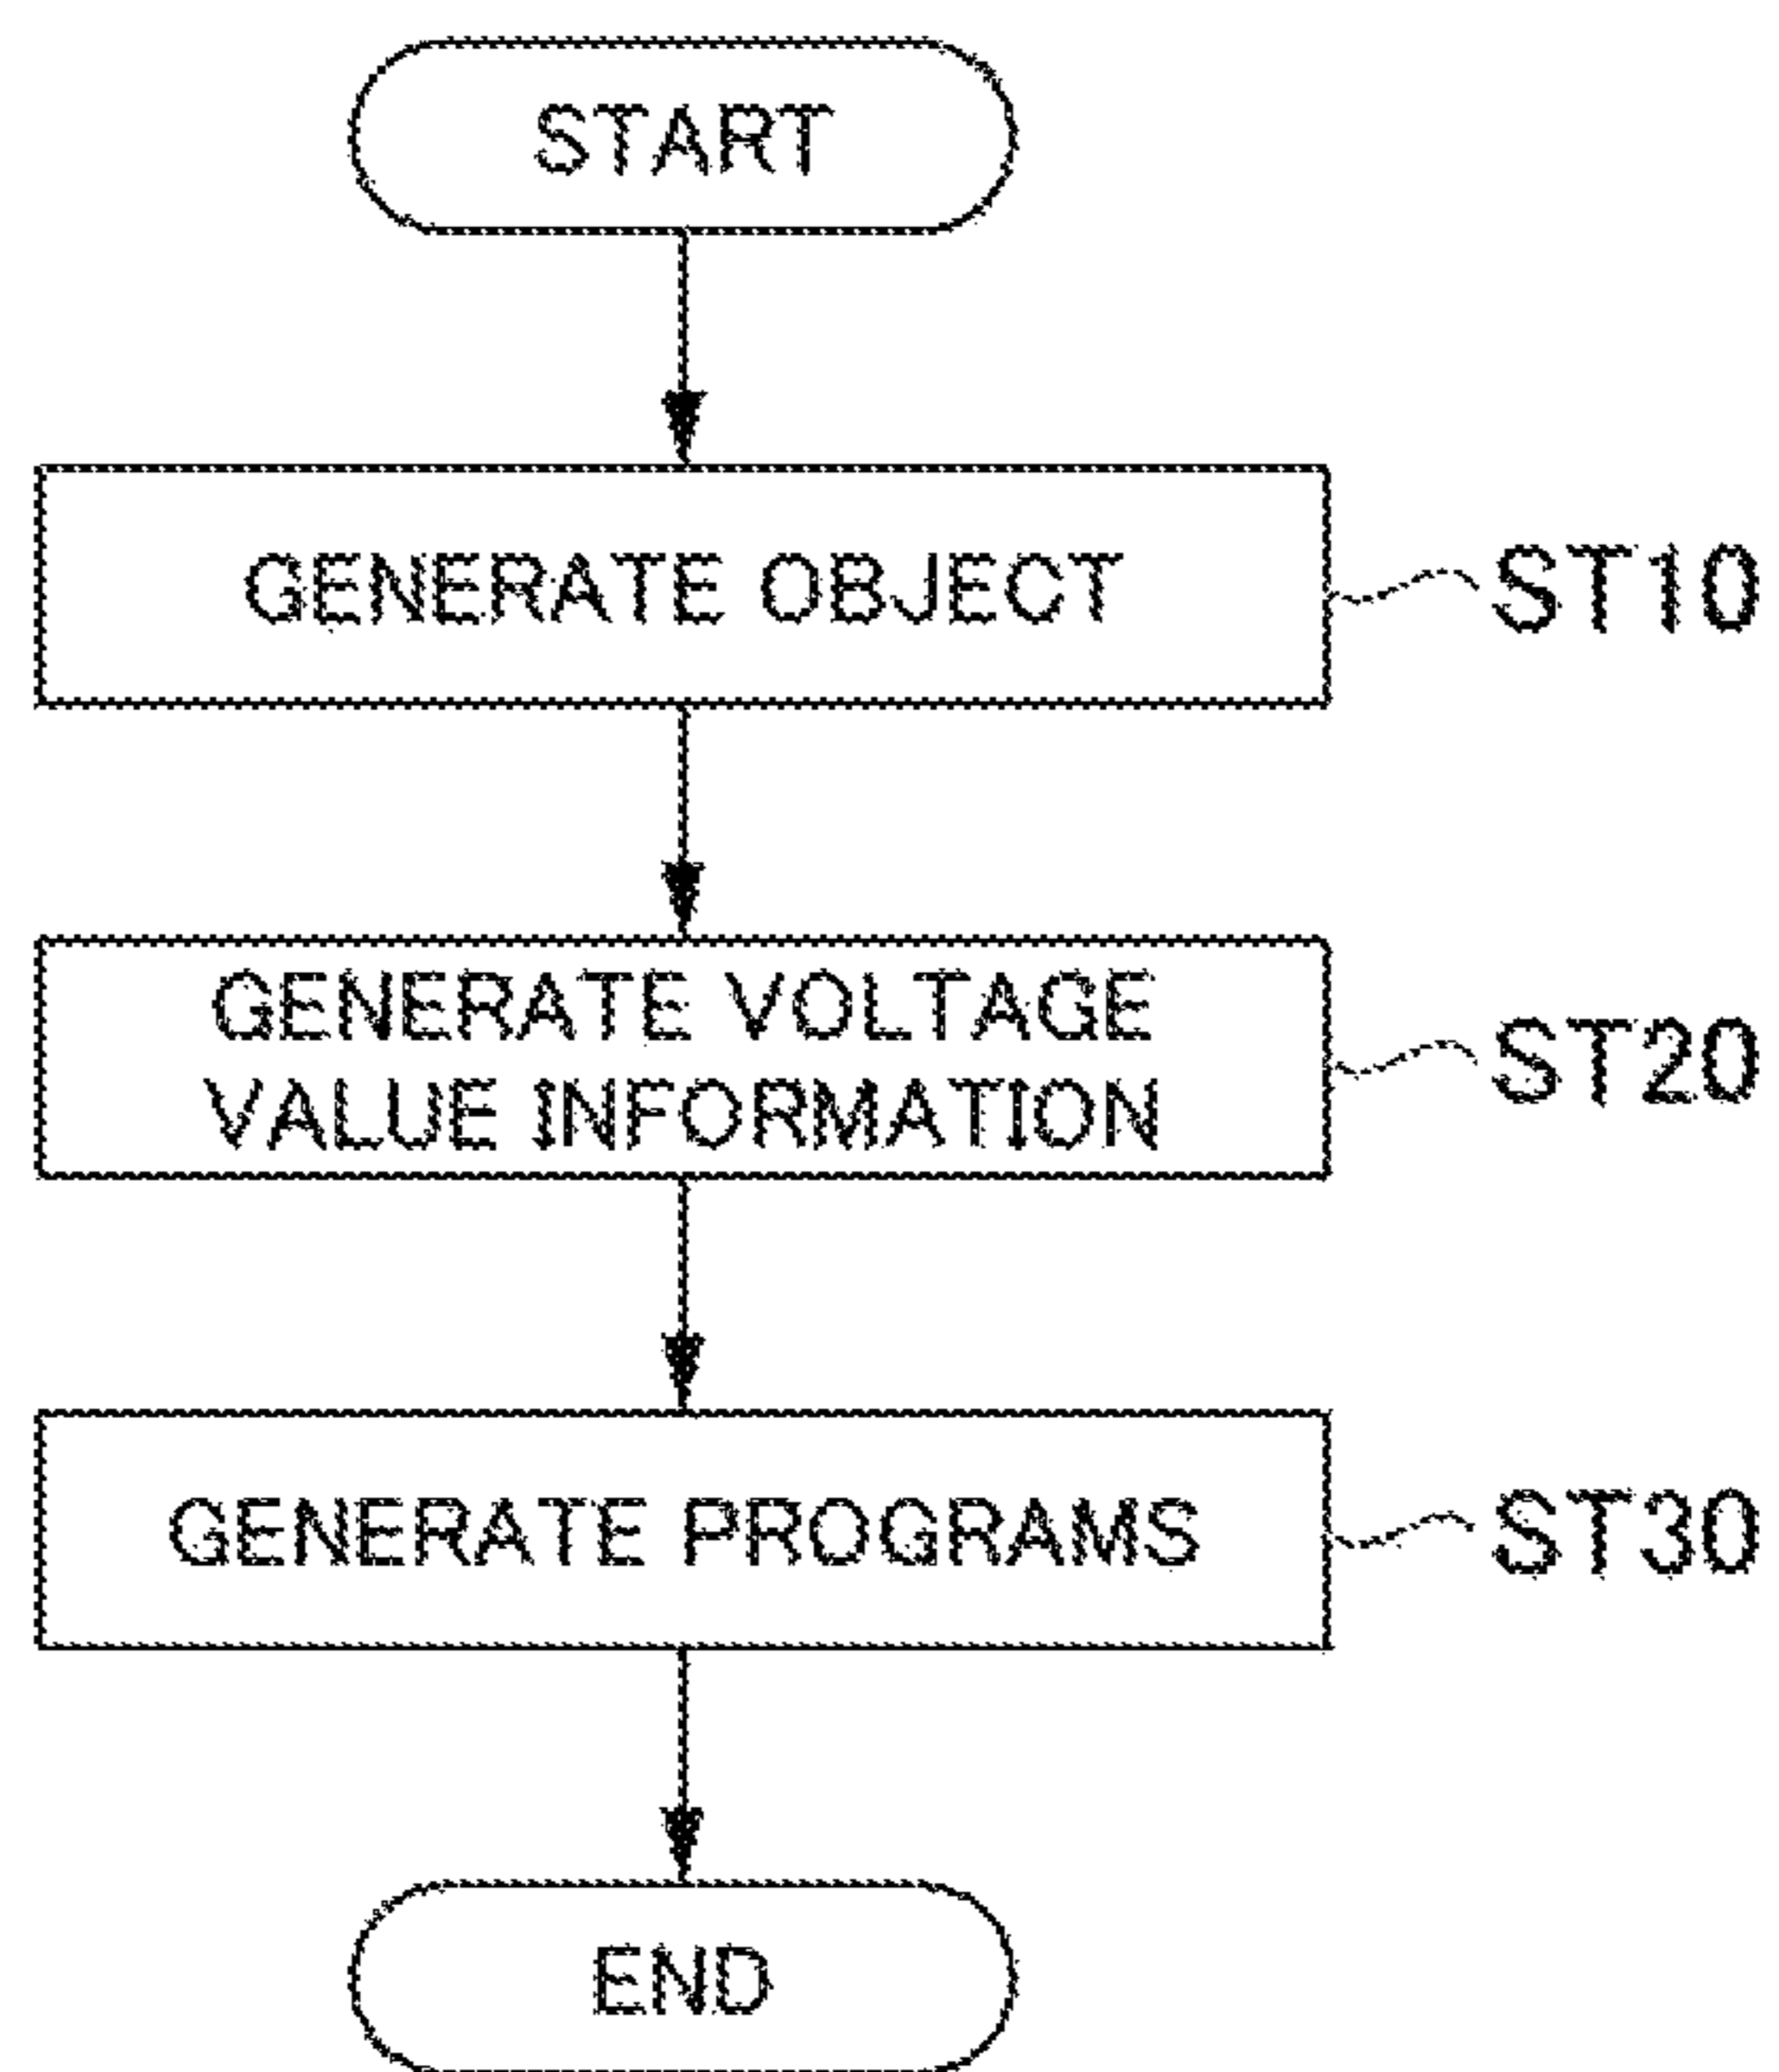 START
GENERATE OBJECT
ST10
GENERATE VOLTAGE
VALUE INFORMATION
ST20
GENERATE PROGRAMS
ST30
END